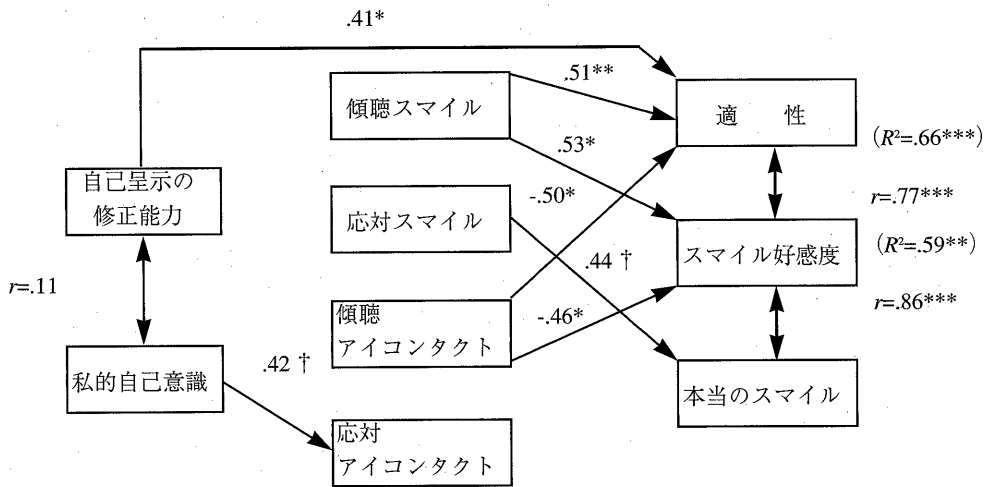 .41*
.51**
傾聴スマイル
適 性
(R²=.66***)
.53*
自己呈示の
修正能力
-.50*
r=.77***
応対スマイル
(R²=.59**)
スマイル好感度
.44 †
r=.11
r=.86***
傾聴
アイコンタクト
-.46*
私的自己意識
.42 †
本当のスマイル
応対
アイコンタクト